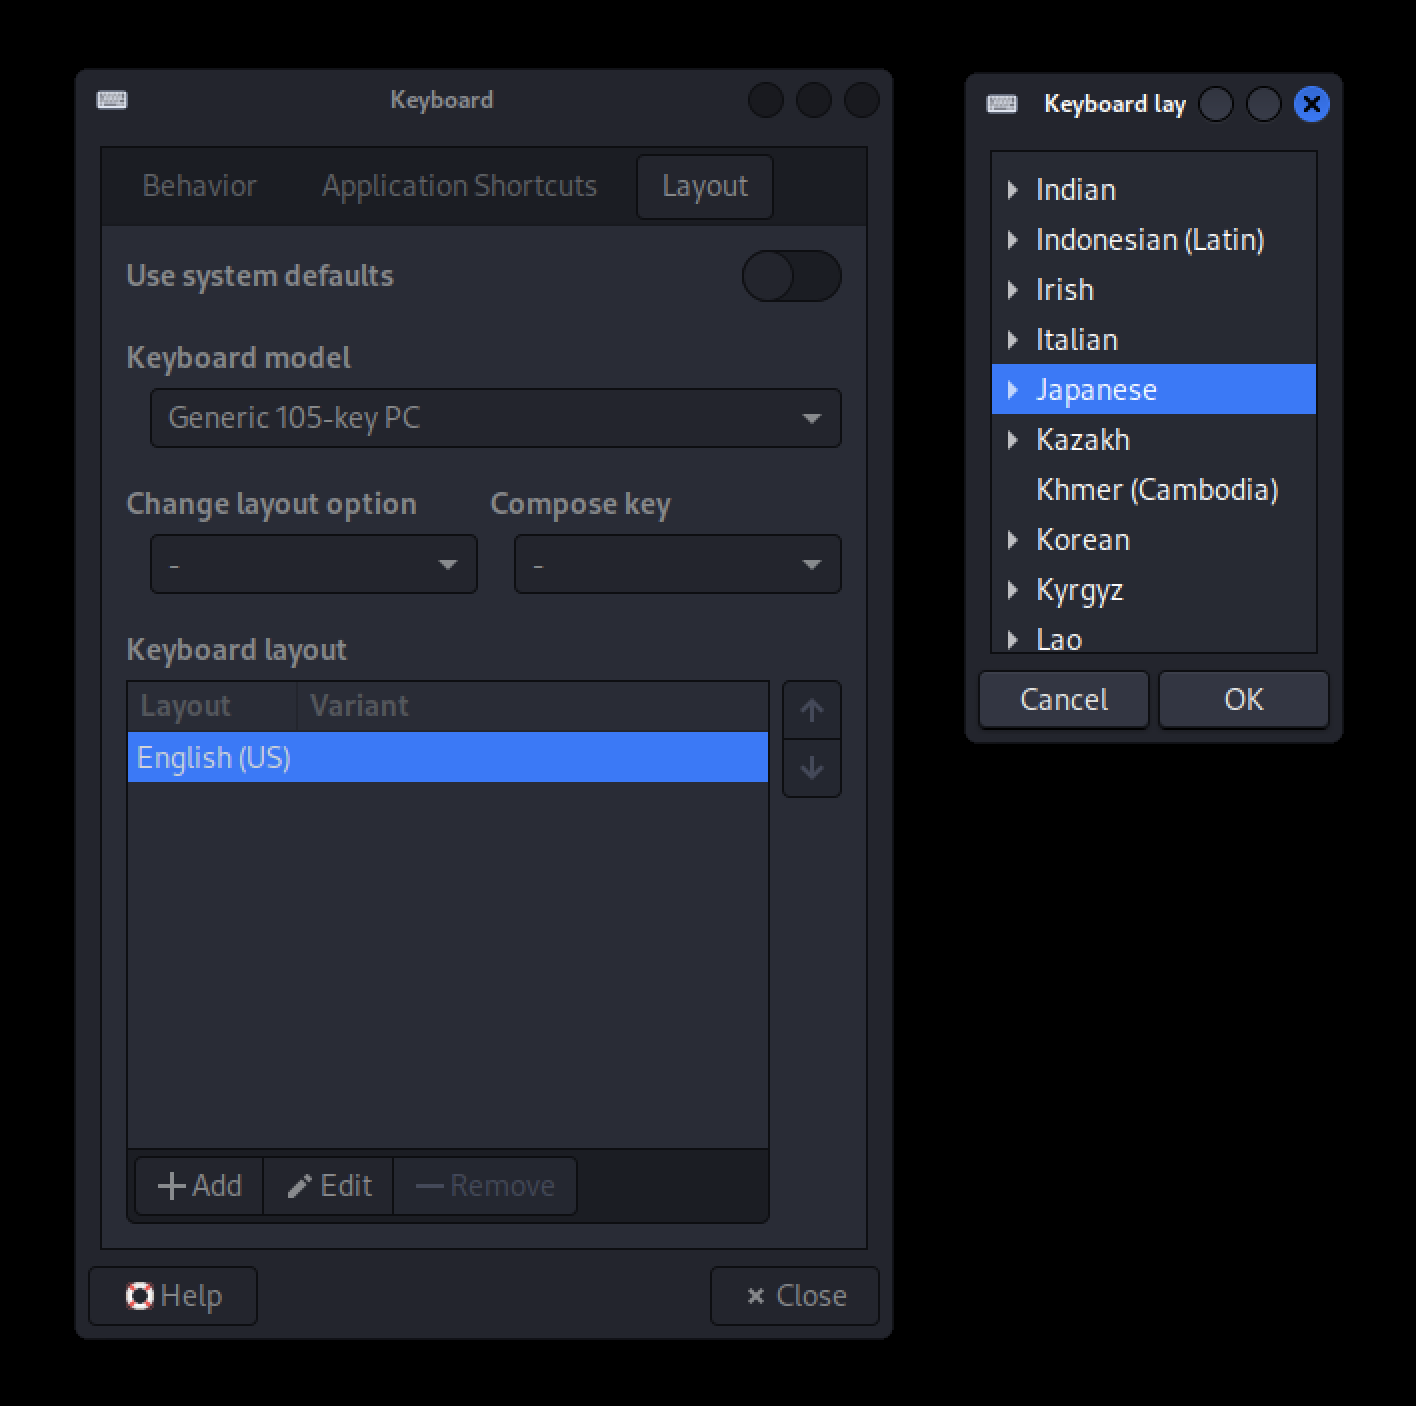 Keyboard
Behavior Application Shortcuts Layout
Use system defaults
Keyboard model
Generic 105-key PC
Change layout option Compose key
- -
Keyboard layout
Layout Variant
English (US)
Add Edit Remove
Help Close
Keyboard lay
Indian
Indonesian (Latin)
Irish
Italian
Japanese
Kazakh
Khmer (Cambodia)
Korean
Kyrgyz
Lao
Cancel OK